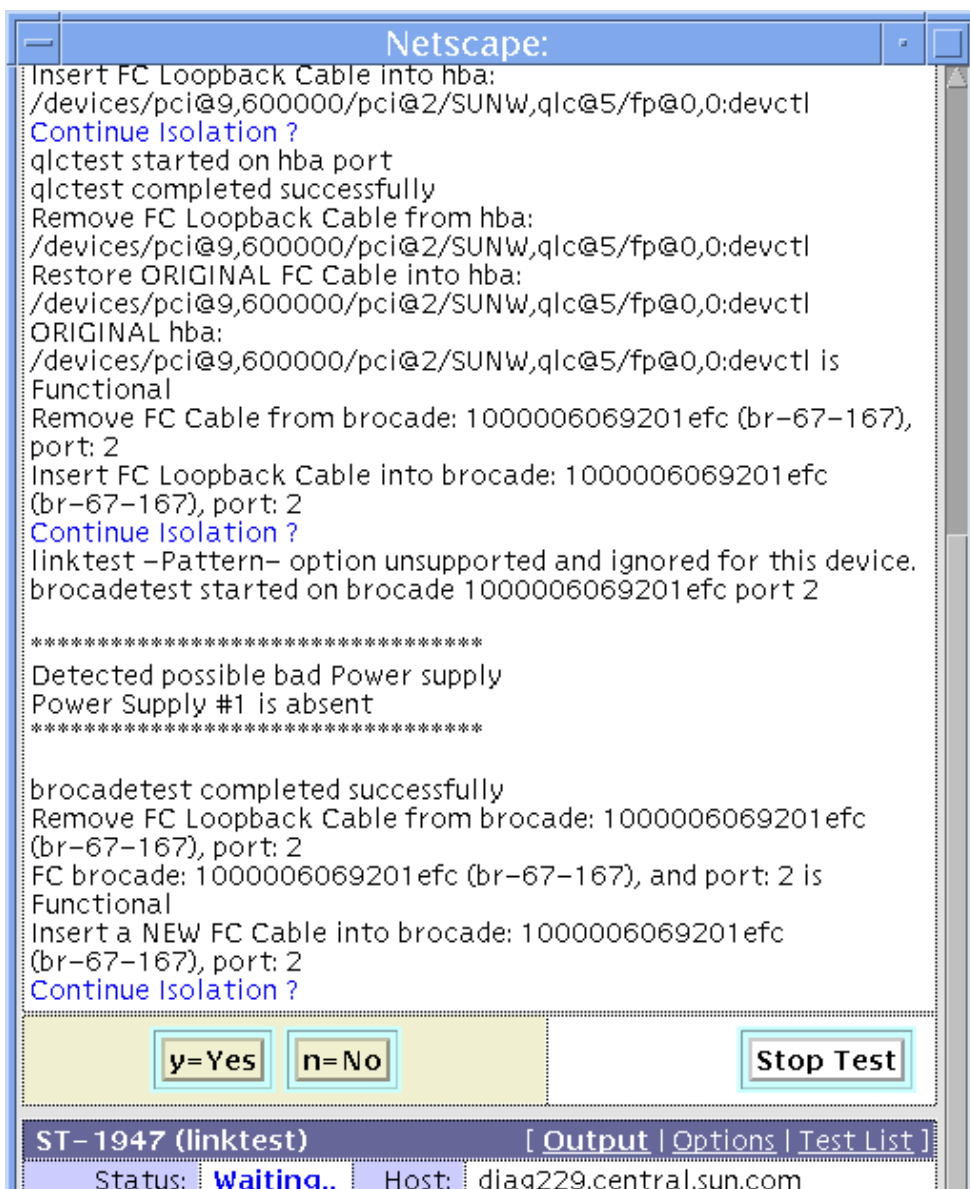 Netscape:
Insert FC Loopback Cable into hba:
/devices/pci@9,600000/pci@2/SUNW,qlc@5/fp@0,0:devctl
Continue Isolation ?
qlctest started on hba port
qlctest completed successfully
Remove FC Loopback Cable from hba:
/devices/pci@9,600000/pci@2/SUNW,qlc@5/fp@0,0:devctl
Restore ORIGINAL FC Cable into hba:
/devices/pci@9,600000/pci@2/SUNW,qlc@5/fp@0,0:devctl
ORIGINAL hba:
/devices/pci@9,600000/pci@2/SUNW,qlc@5/fp@0,0:devctl is
Functional
Remove FC Cable from brocade: 1000006069201efc (br-67-167),
port: 2
Insert FC Loopback Cable into brocade: 1000006069201efc
(br-67-167), port: 2
Continue Isolation ?
linktest -Pattern- option unsupported and ignored for this device.
brocadetest started on brocade 1000006069201efc port 2
**********************************
Detected possible bad Power supply
Power Supply #1 is absent
**********************************
brocadetest completed successfully
Remove FC Loopback Cable from brocade: 1000006069201efc
(br-67-167), port: 2
FC brocade: 1000006069201efc (br-67-167), and port: 2 is
Functional
Insert a NEW FC Cable into brocade: 1000006069201efc
(br-67-167), port: 2
Continue Isolation ?
y=Yes n=No Stop Test
ST-1947 (linktest) [ Output | Options | Test List ]
Status: Waiting.. Host: diag229.central.sun.com